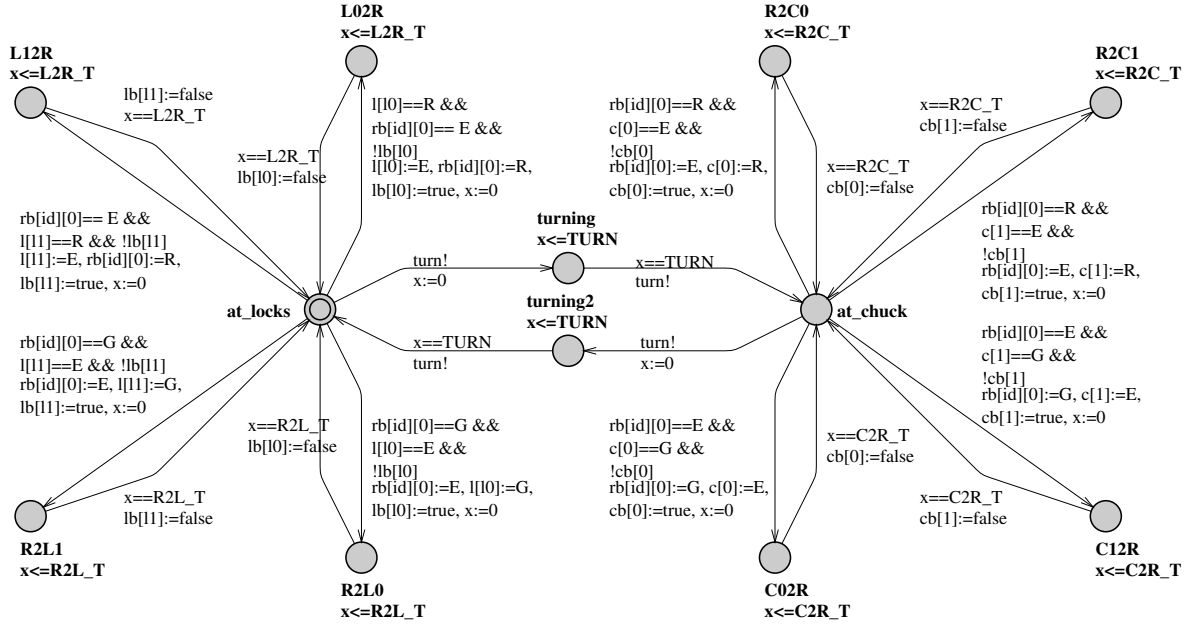 L12R
x<=L2R_T
lb[l1]:=false
x==L2R_T
L02R
x<=L2R_T
l[l0]==R &&
rb[id][0]== E &&
!lb[l0]
l[l0]:=E, rb[id][0]:=R,
lb[l0]:=true, x:=0
x==L2R_T
lb[l0]:=false
rb[id][0]== E &&
l[l1]==R && !lb[l1]
l[l1]:=E, rb[id][0]:=R,
lb[l1]:=true, x:=0
R2C0
x<=R2C_T
rb[id][0]==R &&
c[0]==E &&
!cb[0]
rb[id][0]:=E, c[0]:=R,
cb[0]:=true, x:=0
x==R2C_T
cb[0]:=false
R2C1
x<=R2C_T
x==R2C_T
cb[1]:=false
rb[id][0]==R &&
c[1]==E &&
!cb[1]
rb[id][0]:=E, c[1]:=R,
cb[1]:=true, x:=0
turning
x<=TURN
turn!
x:=0
x==TURN
turn!
at_locks
turning2
x<=TURN
at_chuck
x==TURN
turn!
turn!
x:=0
rb[id][0]==G &&
l[l1]==E && !lb[l1]
rb[id][0]:=E, l[l1]:=G,
lb[l1]:=true, x:=0
x==R2L_T
lb[l0]:=false
rb[id][0]==G &&
l[l0]==E &&
!lb[l0]
rb[id][0]:=E, l[l0]:=G,
lb[l0]:=true, x:=0
x==R2L_T
lb[l1]:=false
R2L1
x<=R2L_T
R2L0
x<=R2L_T
rb[id][0]==E &&
c[0]==G &&
!cb[0]
rb[id][0]:=G, c[0]:=E,
cb[0]:=true, x:=0
x==C2R_T
cb[0]:=false
rb[id][0]==E &&
c[1]==G &&
!cb[1]
rb[id][0]:=G, c[1]:=E,
cb[1]:=true, x:=0
x==C2R_T
cb[1]:=false
C02R
x<=C2R_T
C12R
x<=C2R_T